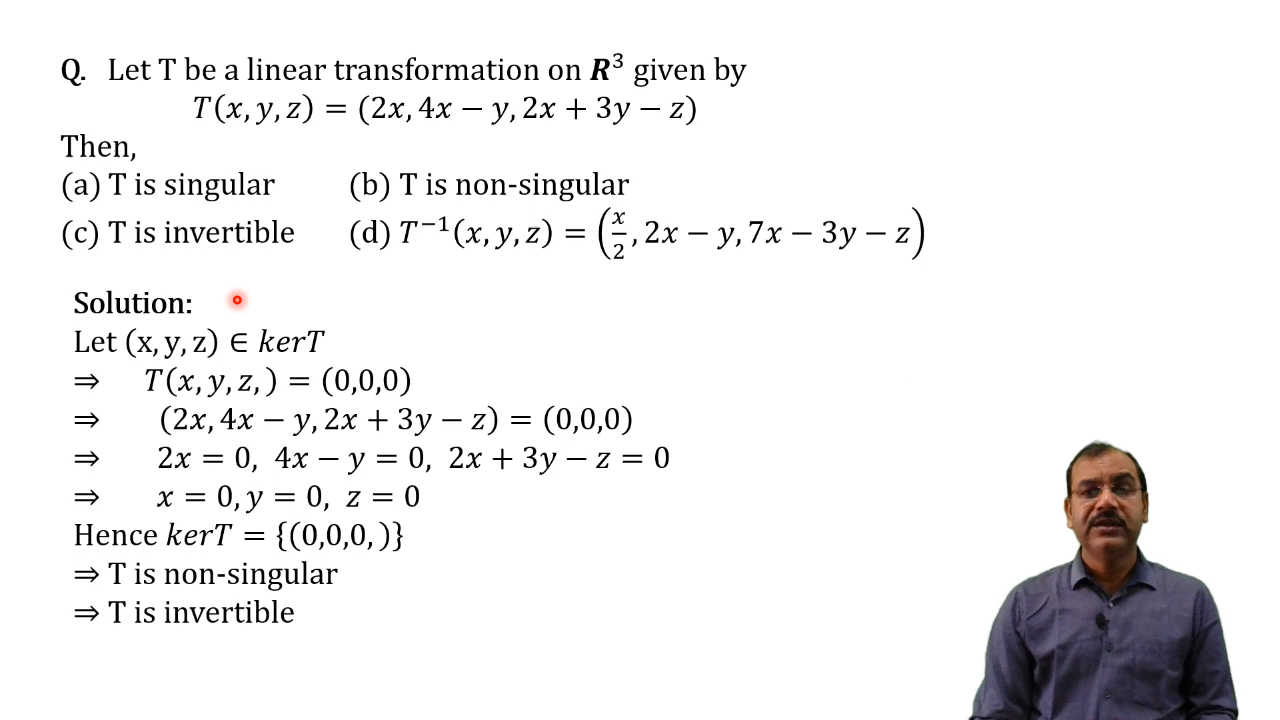 Q. Let T be a linear transformation on R³ given by
T(x, y, z) = (2x, 4x − y, 2x + 3y − z)
Then,
(a) T is singular (b) T is non-singular
(c) T is invertible (d) T⁻¹(x, y, z) = (x/2, 2x − y, 7x − 3y − z)
Solution:
Let (x, y, z) ∈ kerT
⇒ T(x, y, z, ) = (0,0,0)
⇒ (2x, 4x − y, 2x + 3y − z) = (0,0,0)
⇒ 2x = 0, 4x − y = 0, 2x + 3y − z = 0
⇒ x = 0, y = 0, z = 0
Hence kerT = {(0,0,0, )}
⇒ T is non-singular
⇒ T is invertible